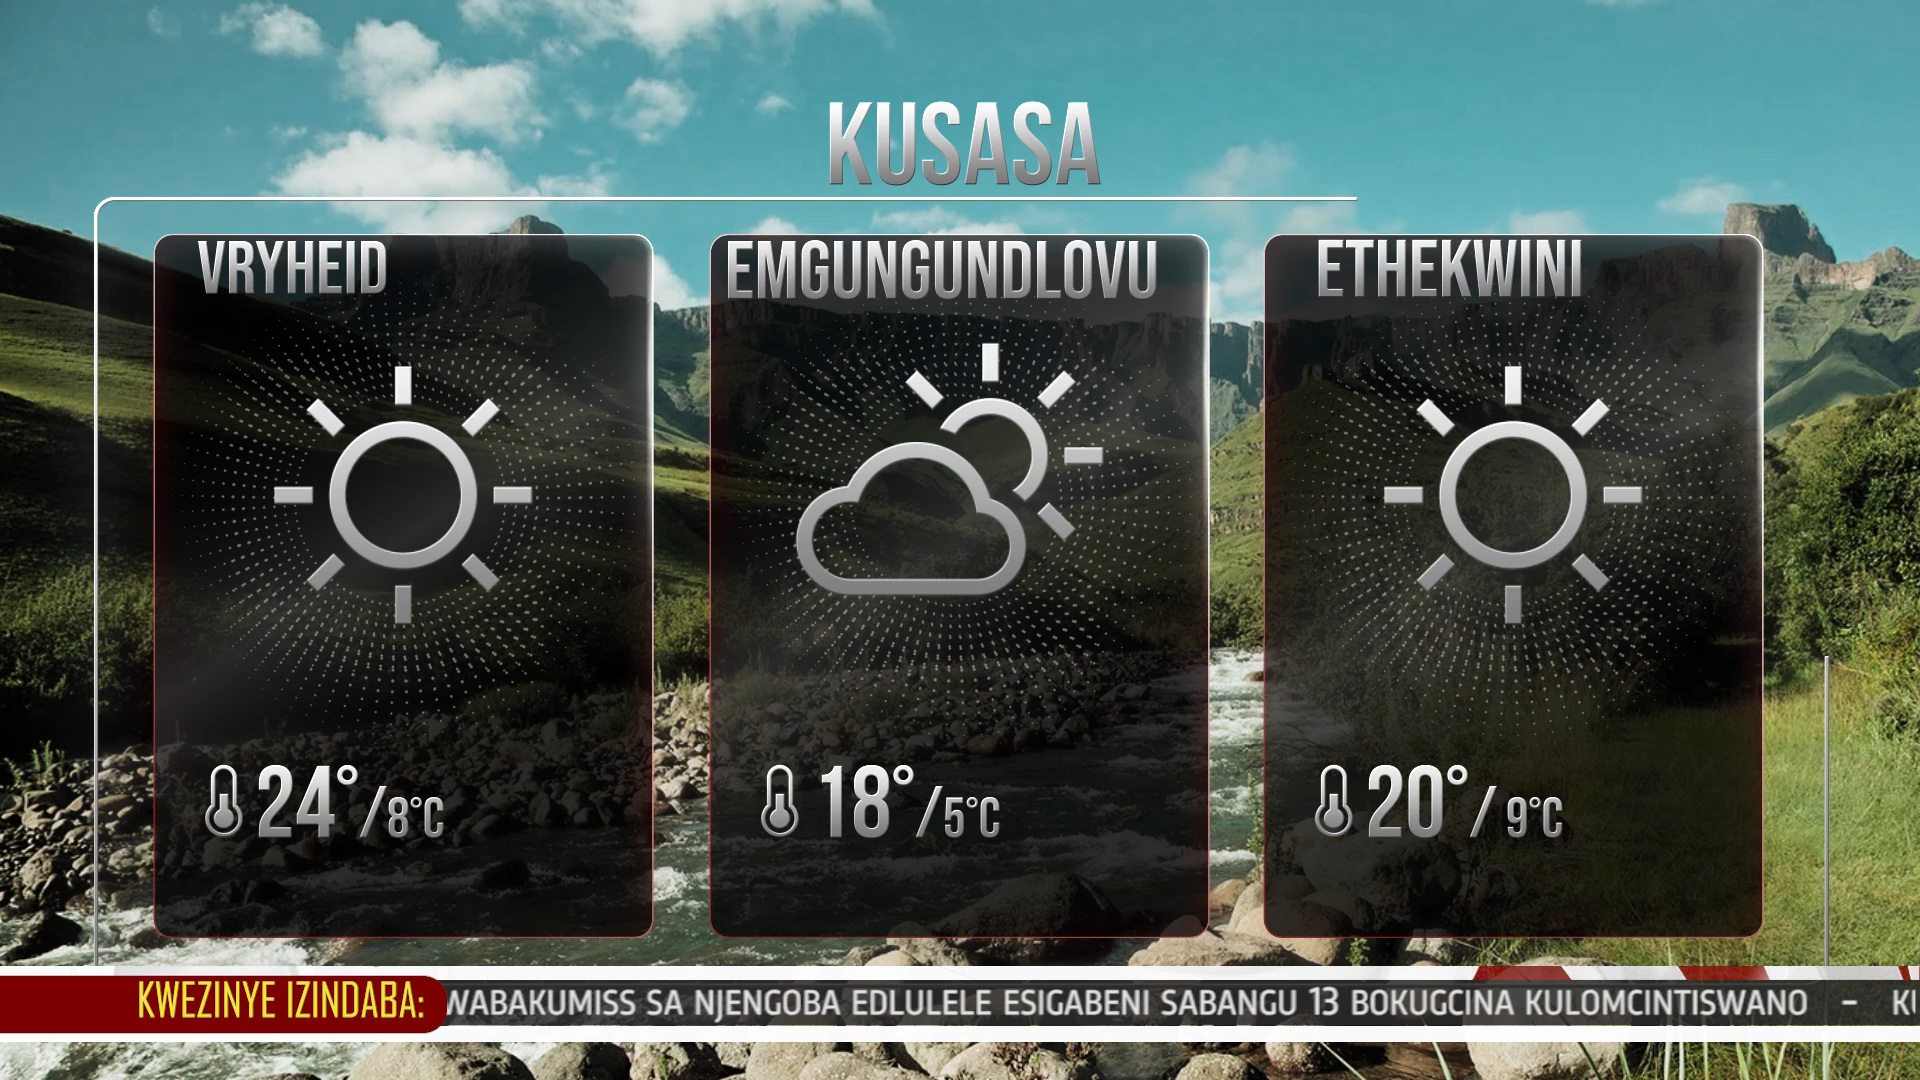 KUSASA
VRYHEID
EMGUNGUNDLOVU
ETHEKWINI
24°/8°C
18°/5°C
20°/ 9°C
KWEZINYE IZINDABA:
WABAKUMISS SA NJENGOBA EDLULELE ESIGABENI SABANGU 13 BOKUGCINA KULOMCINTISWANO –